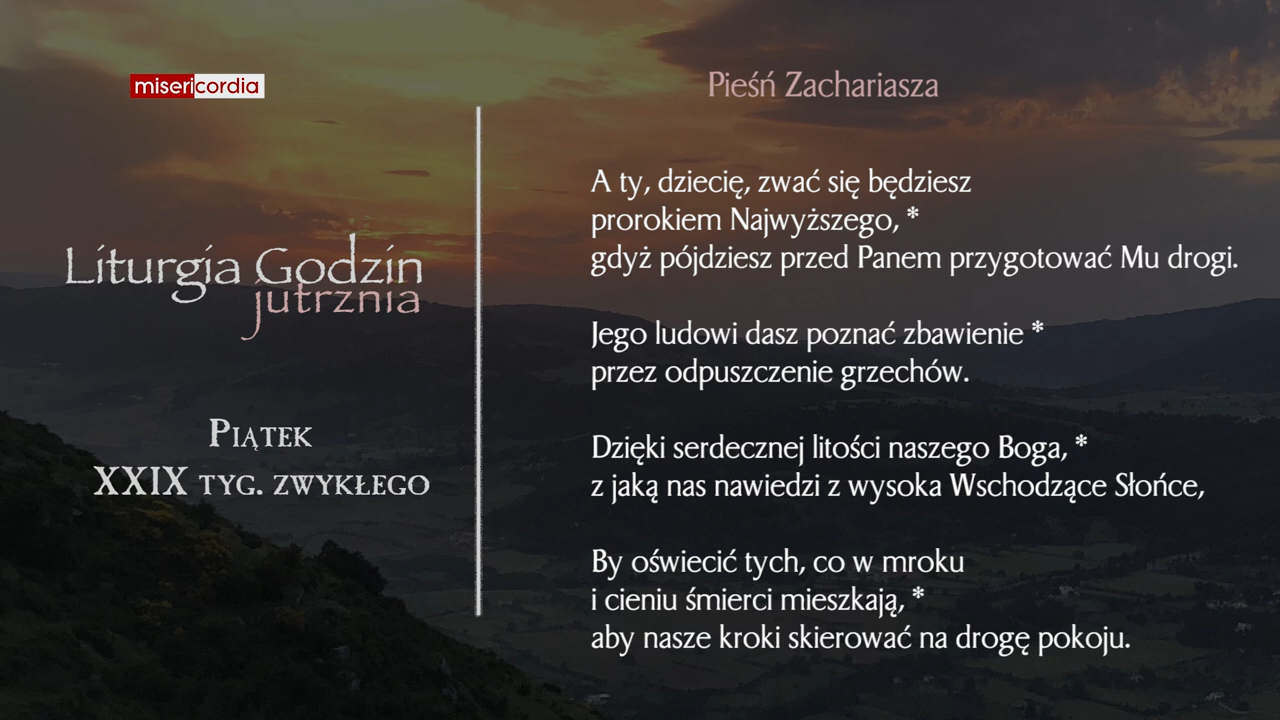 misericordia
Liturgia Godzin
jutrznia
Piątek
XXIX tyg. zwykłego
Pieśń Zachariasza
A ty, dziecię, zwać się będziesz
prorokiem Najwyższego, *
gdyż pójdziesz przed Panem przygotować Mu drogi.
Jego ludowi dasz poznać zbawienie *
przez odpuszczenie grzechów.
Dzięki serdecznej litości naszego Boga, *
z jaką nas nawiedzi z wysoka Wschodzące Słońce,
By oświecić tych, co w mroku
i cieniu śmierci mieszkają, *
aby nasze kroki skierować na drogę pokoju.